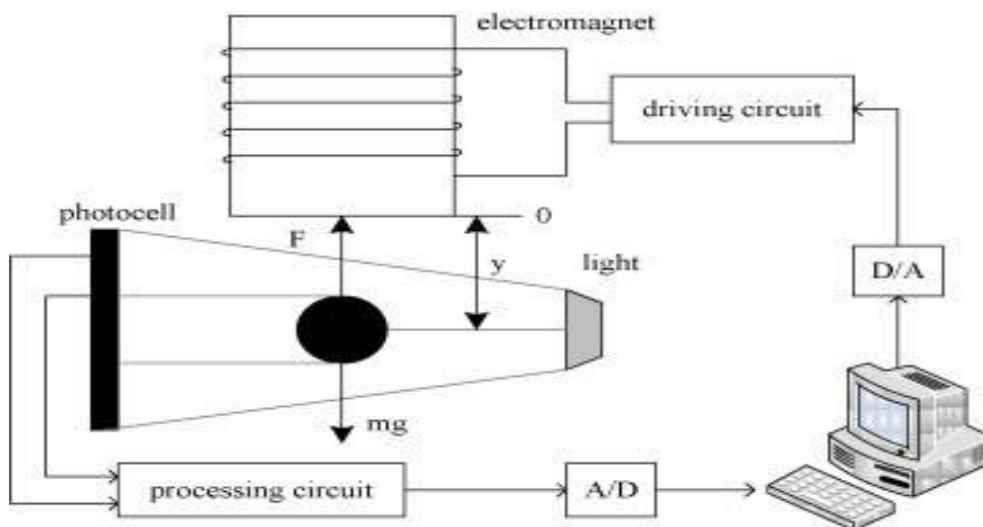 electromagnet
driving circuit
photocell
0
F
y
light
D/A
mg
processing circuit
A/D